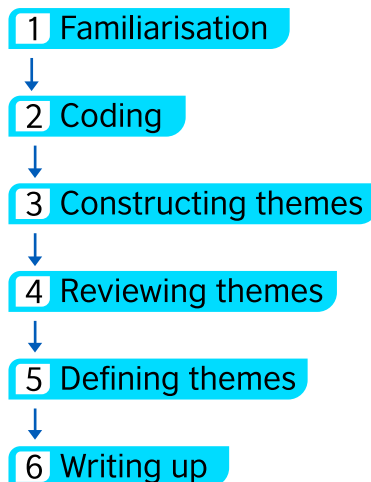 1 Familiarisation
2 Coding
3 Constructing themes
4 Reviewing themes
5 Defining themes
6 Writing up